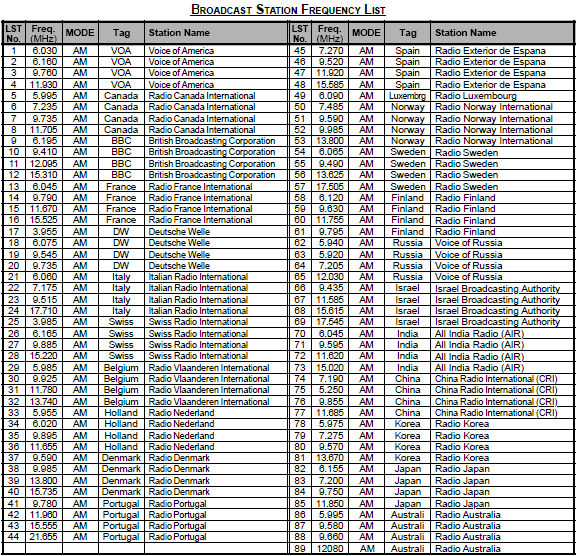 BROADCAST STATION FREQUENCY LIST
LST No. Freq. (MHz) MODE Tag Station Name LST No. Freq. (MHz) MODE Tag Station Name
1 6.030 AM VOA Voice of America 45 7.270 AM Spain Radio Exterior de Espana
2 6.160 AM VOA Voice of America 46 9.520 AM Spain Radio Exterior de Espana
3 9.760 AM VOA Voice of America 47 11.920 AM Spain Radio Exterior de Espana
4 11.930 AM VOA Voice of America 48 15.585 AM Spain Radio Exterior de Espana
5 5.995 AM Canada Radio Canada International 49 6.090 AM Luxembrg Radio Luxembourg
6 7.235 AM Canada Radio Canada International 50 7.485 AM Norway Radio Norway International
7 9.735 AM Canada Radio Canada International 51 9.590 AM Norway Radio Norway International
8 11.705 AM Canada Radio Canada International 52 9.985 AM Norway Radio Norway International
9 6.195 AM BBC British Broadcasting Corporation 53 13.800 AM Norway Radio Norway International
10 9.410 AM BBC British Broadcasting Corporation 54 6.065 AM Sweden Radio Sweden
11 12.095 AM BBC British Broadcasting Corporation 55 9.490 AM Sweden Radio Sweden
12 15.310 AM BBC British Broadcasting Corporation 56 13.625 AM Sweden Radio Sweden
13 6.045 AM France Radio France International 57 17.505 AM Sweden Radio Sweden
14 9.790 AM France Radio France International 58 6.120 AM Finland Radio Finland
15 11.670 AM France Radio France International 59 9.630 AM Finland Radio Finland
16 15.525 AM France Radio France International 60 11.755 AM Finland Radio Finland
17 3.955 AM DW Deutsche Welle 61 9.795 AM Finland Radio Finland
18 6.075 AM DW Deutsche Welle 62 5.940 AM Russia Voice of Russia
19 9.545 AM DW Deutsche Welle 63 5.920 AM Russia Voice of Russia
20 9.735 AM DW Deutsche Welle 64 7.205 AM Russia Voice of Russia
21 6.060 AM Italy Italian Radio International 65 12.030 AM Russia Voice of Russia
22 7.175 AM Italy Italian Radio International 66 9.435 AM Israel Israel Broadcasting Authority
23 9.515 AM Italy Italian Radio International 67 11.585 AM Israel Israel Broadcasting Authority
24 17.710 AM Italy Italian Radio International 68 15.615 AM Israel Israel Broadcasting Authority
25 3.985 AM Swiss Swiss Radio International 69 17.545 AM Israel Israel Broadcasting Authority
26 6.165 AM Swiss Swiss Radio International 70 6.045 AM India All India Radio (AIR)
27 9.885 AM Swiss Swiss Radio International 71 9.595 AM India All India Radio (AIR)
28 15.220 AM Swiss Swiss Radio International 72 11.620 AM India All India Radio (AIR)
29 5.985 AM Belgium Radio Vlaanderen International 73 15.020 AM India All India Radio (AIR)
30 9.925 AM Belgium Radio Vlaanderen International 74 7.190 AM China China Radio International (CRI)
31 11.780 AM Belgium Radio Vlaanderen International 75 5.250 AM China China Radio International (CRI)
32 13.740 AM Belgium Radio Vlaanderen International 76 9.855 AM China China Radio International (CRI)
33 5.955 AM Holland Radio Nederland 77 11.685 AM China China Radio International (CRI)
34 6.020 AM Holland Radio Nederland 78 5.975 AM Korea Radio Korea
35 9.895 AM Holland Radio Nederland 79 7.275 AM Korea Radio Korea
36 11.655 AM Holland Radio Nederland 80 9.570 AM Korea Radio Korea
37 9.590 AM Denmark Radio Denmark 81 13.670 AM Korea Radio Korea
38 9.985 AM Denmark Radio Denmark 82 6.155 AM Japan Radio Japan
39 13.800 AM Denmark Radio Denmark 83 7.200 AM Japan Radio Japan
40 15.735 AM Denmark Radio Denmark 84 9.750 AM Japan Radio Japan
41 9.780 AM Portugal Radio Portugal 85 11.850 AM Japan Radio Japan
42 11.960 AM Portugal Radio Portugal 86 5.995 AM Australi Radio Australia
43 15.555 AM Portugal Radio Portugal 87 9.580 AM Australi Radio Australia
44 21.655 AM Portugal Radio Portugal 88 9.660 AM Australi Radio Australia
89 12080 AM Australi Radio Australia